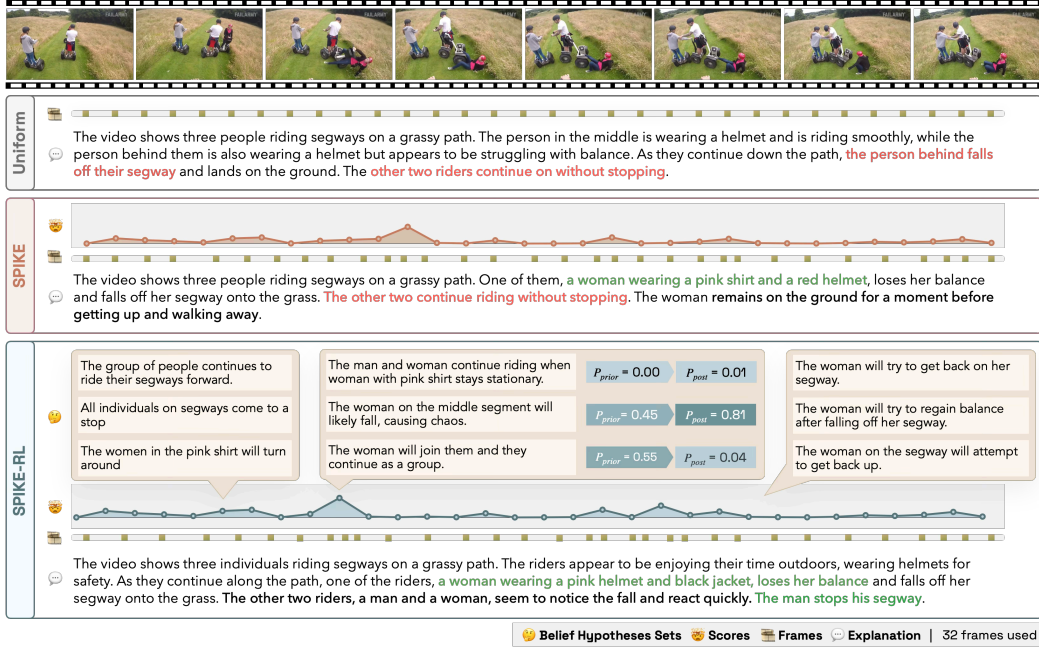 FAILARMY
FAILARMY
FAILARMY
FAILARMY
FAILARMY
FAILARMY
FAILARMY
Uniform
The video shows three people riding segways on a grassy path. The person in the middle is wearing a helmet and is riding smoothly, while the
person behind them is also wearing a helmet but appears to be struggling with balance. As they continue down the path, the person behind falls
off their segway and lands on the ground. The other two riders continue on without stopping.
SPIKE
The video shows three people riding segways on a grassy path. One of them, a woman wearing a pink shirt and a red helmet, loses her balance
and falls off her segway onto the grass. The other two continue riding without stopping. The woman remains on the ground for a moment before
getting up and walking away.
SPIKE-RL
The group of people continues to
ride their segways forward.
All individuals on segways come to a
stop
The women in the pink shirt will turn
around
The man and woman continue riding when
woman with pink shirt stays stationary.
P_prior = 0.00 P_post = 0.01
The woman on the middle segment will
likely fall, causing chaos.
P_prior = 0.45 P_post = 0.81
The woman will join them and they
continue as a group.
P_prior = 0.55 P_post = 0.04
The woman will try to get back on her
segway.
The woman will try to regain balance
after falling off her segway.
The woman on the segway will attempt
to get back up.
The video shows three individuals riding segways on a grassy path. The riders appear to be enjoying their time outdoors, wearing helmets for
safety. As they continue along the path, one of the riders, a woman wearing a pink helmet and black jacket, loses her balance and falls off her
segway onto the grass. The other two riders, a man and a woman, seem to notice the fall and react quickly. The man stops his segway.
Belief Hypotheses Sets Scores Frames Explanation | 32 frames used